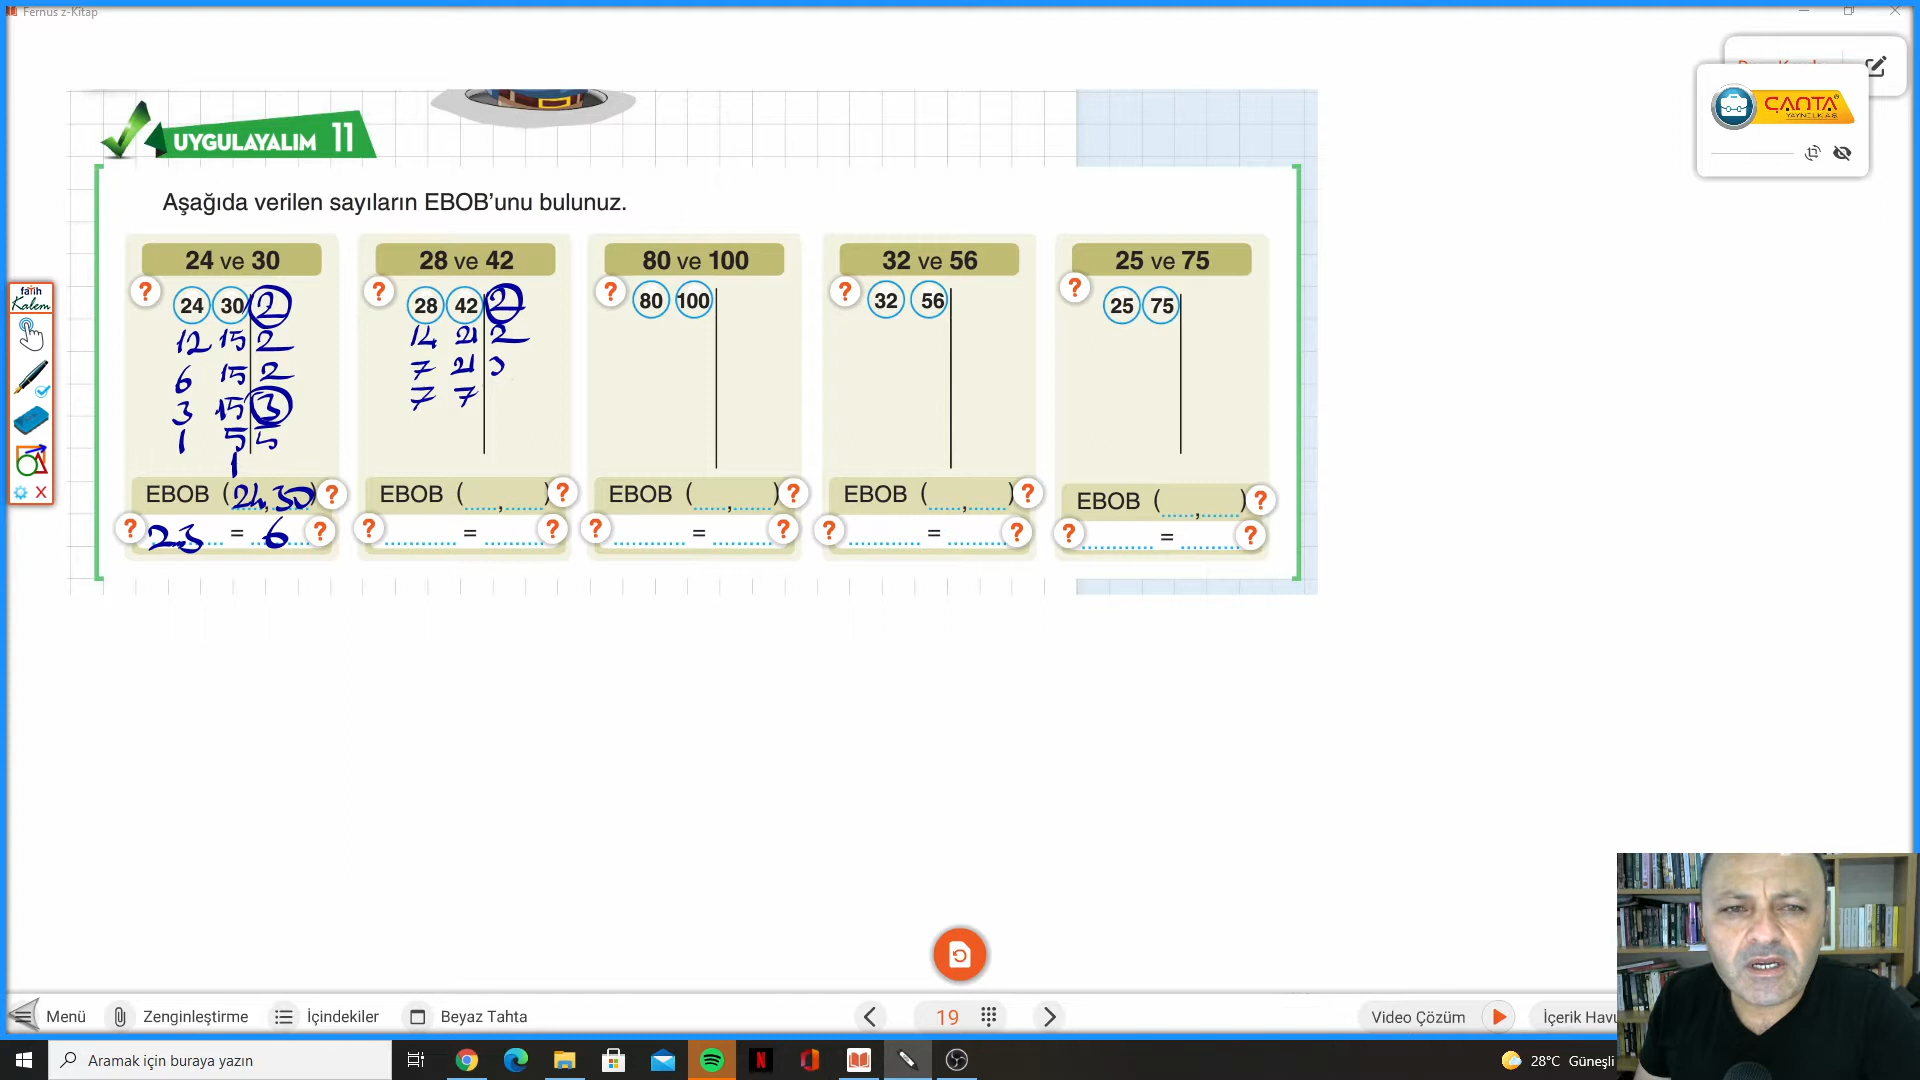 Fernus z-Kitap
ÇANTA
YAYINCILIK A.Ş.
UYGULAYALIM 11
Aşağıda verilen sayıların EBOB'unu bulunuz.
24 ve 30
24 30 2
12 15 2
6 15 2
3 15 3
1 5 5
1
EBOB (24, 30)
2.3 = 6
28 ve 42
28 42 2
14 21 2
7 21 3
7 7
EBOB (....., .....)
........... = ...........
80 ve 100
80 100
EBOB (....., .....)
........... = ...........
32 ve 56
32 56
EBOB (....., .....)
........... = ...........
25 ve 75
25 75
EBOB (....., .....)
........... = ...........
fatih
Kalem
Menü Zenginleştirme İçindekiler Beyaz Tahta 19 Video Çözüm İçerik Havu
Aramak için buraya yazın 28°C Güneşli